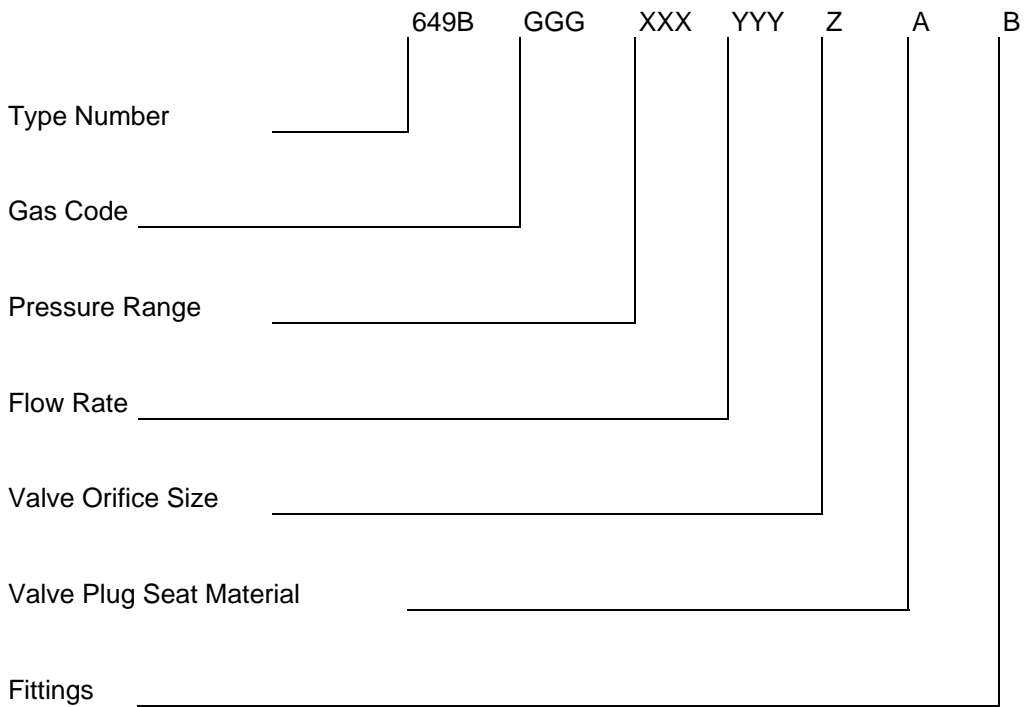 649B GGG XXX YYY Z A B
Type Number
Gas Code
Pressure Range
Flow Rate
Valve Orifice Size
Valve Plug Seat Material
Fittings